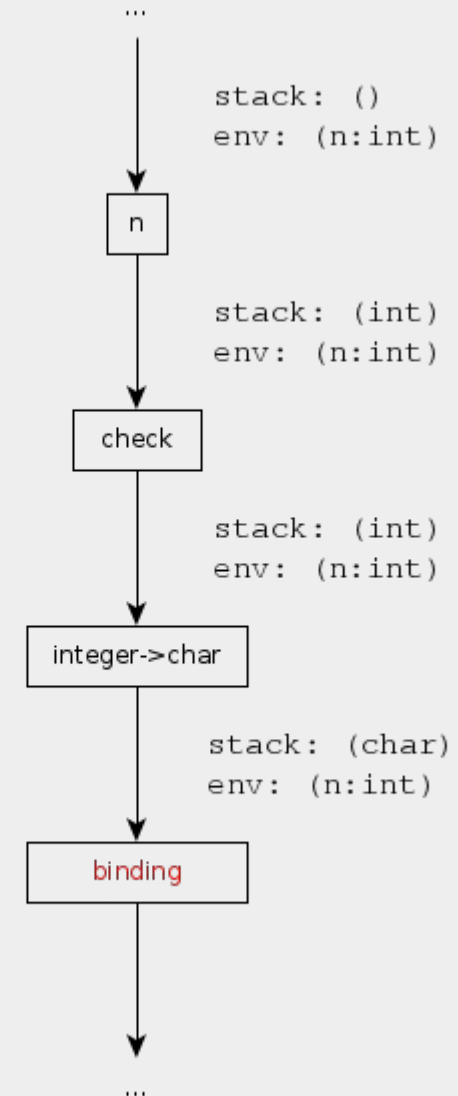 ...
stack: ()
env: (n:int)
n
stack: (int)
env: (n:int)
check
stack: (int)
env: (n:int)
integer->char
stack: (char)
env: (n:int)
binding
...